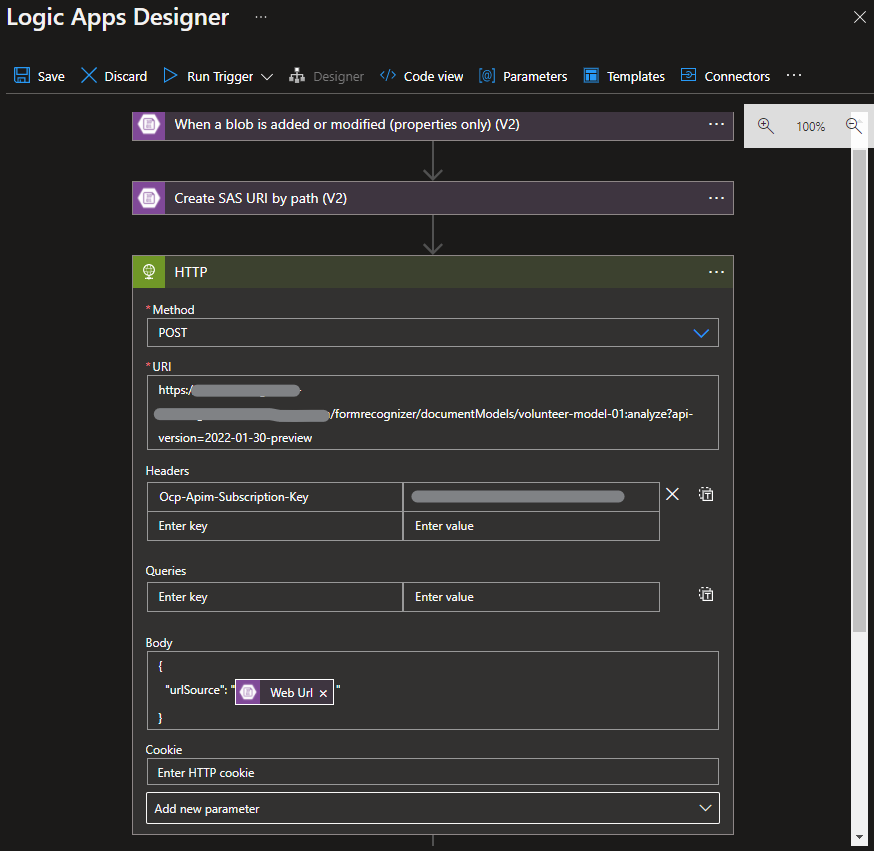 Logic Apps Designer ...
Save Discard Run Trigger Designer Code view Parameters Templates Connectors ...
When a blob is added or modified (properties only) (V2) ...
100%
Create SAS URI by path (V2) ...
HTTP ...
* Method
POST
* URI
https:/
/formrecognizer/documentModels/volunteer-model-01:analyze?api-
version=2022-01-30-preview
Headers
Ocp-Apim-Subscription-Key
Enter key Enter value
Queries
Enter key Enter value
Body
{
"urlSource": "Web Url × "
}
Cookie
Enter HTTP cookie
Add new parameter